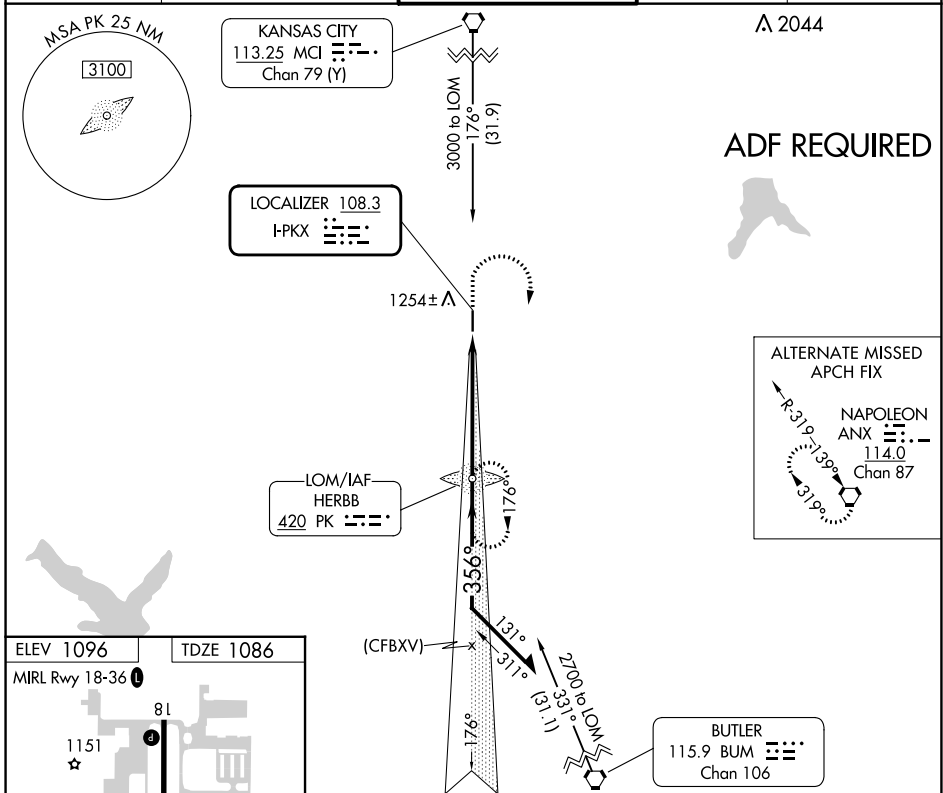 MSA PK 25 NM
3100
KANSAS CITY
113.25 MCI
Chan 79 (Y)
2044
3000 to LOM
176°
(31.9)
ADF REQUIRED
LOCALIZER 108.3
I-PKX
1254±
ALTERNATE MISSED
APCH FIX
R-319
139°
319°
NAPOLEON
ANX
114.0
Chan 87
LOM/IAF
HERBB
420 PK
176°
356°
(CFBXV)
x
131°
311°
(31.1)
2700 to LOM
331°
176°
BUTLER
115.9 BUM
Chan 106
ELEV 1096
TDZE 1086
MIRL Rwy 18-36 L
18
P
1151